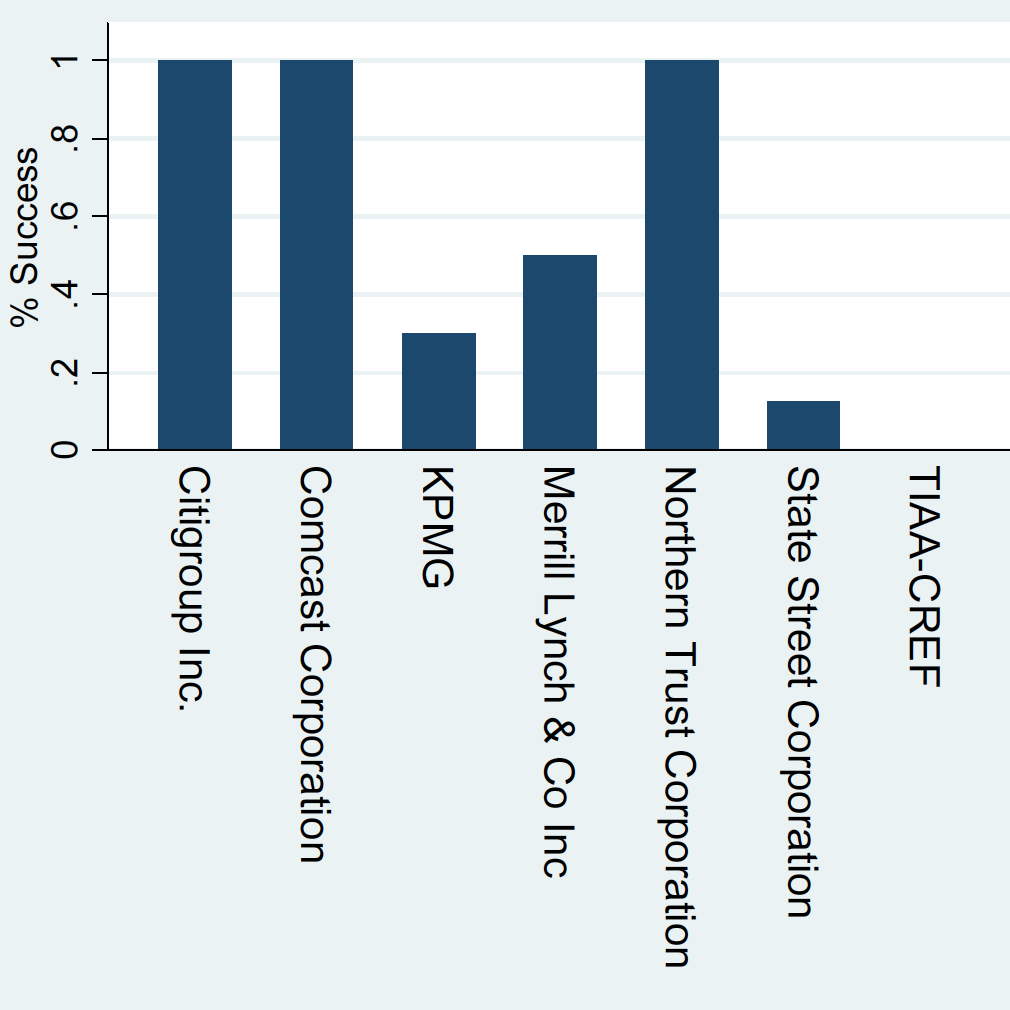 % Success
1
.8
.6
.4
.2
0
Citigroup Inc.
Comcast Corporation
KPMG
Merrill Lynch & Co Inc
Northern Trust Corporation
State Street Corporation
TIAA-CREF